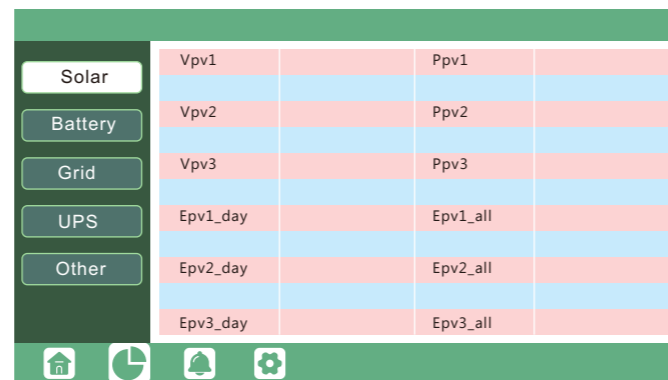 Solar
Battery
Grid
UPS
Other
Vpv1 Ppv1
Vpv2 Ppv2
Vpv3 Ppv3
Epv1_day Epv1_all
Epv2_day Epv2_all
Epv3_day Epv3_all